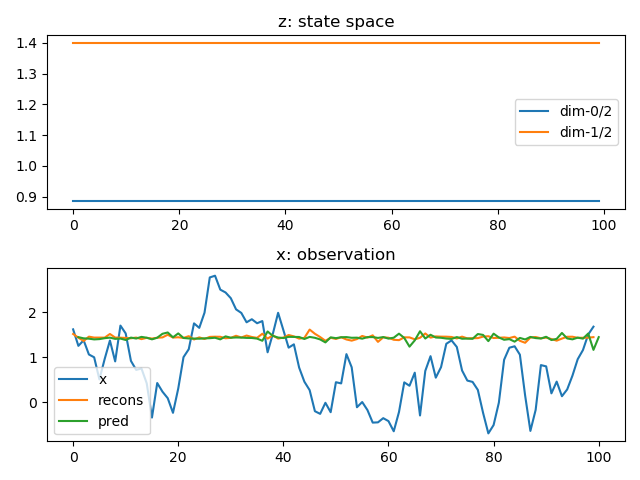 z: state space
1.4
1.3
1.2
1.1
1.0
0.9
dim-0/2
dim-1/2
0 20 40 60 80 100
x: observation
2
1
0
x
recons
pred
0 20 40 60 80 100